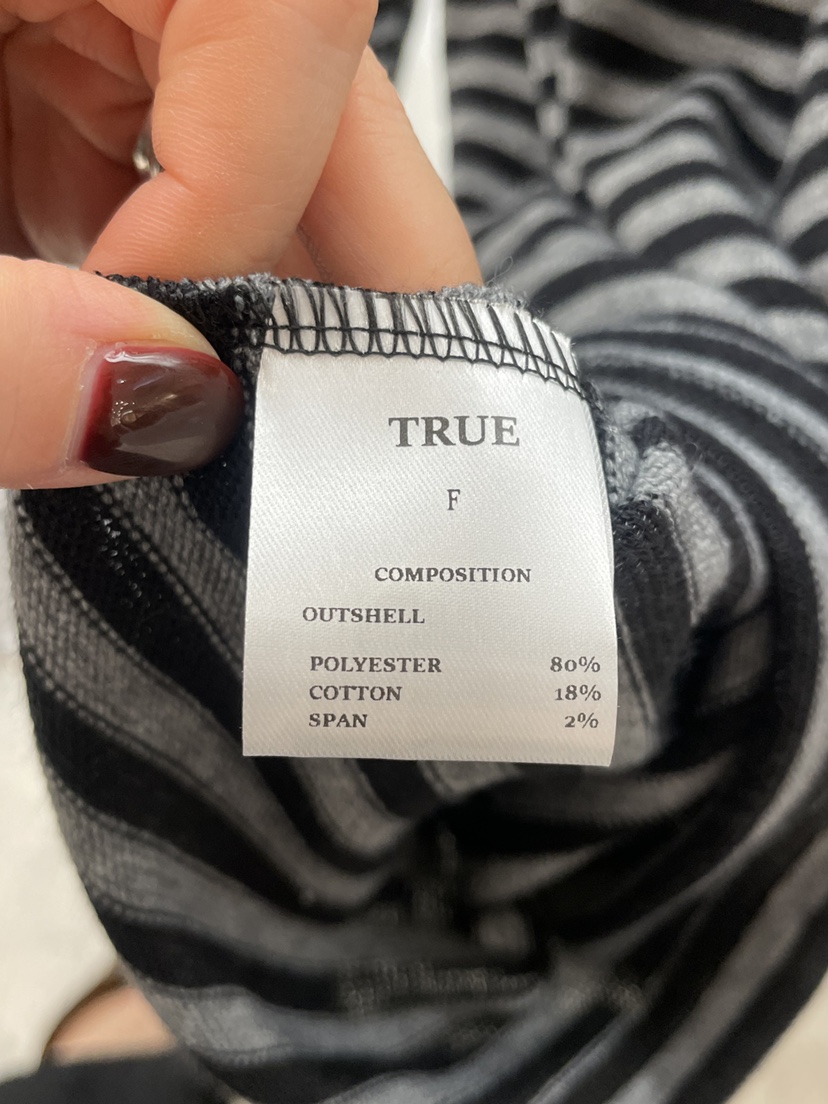 TRUE
F
COMPOSITION
OUTSHELL
POLYESTER 80%
COTTON 18%
SPAN 2%